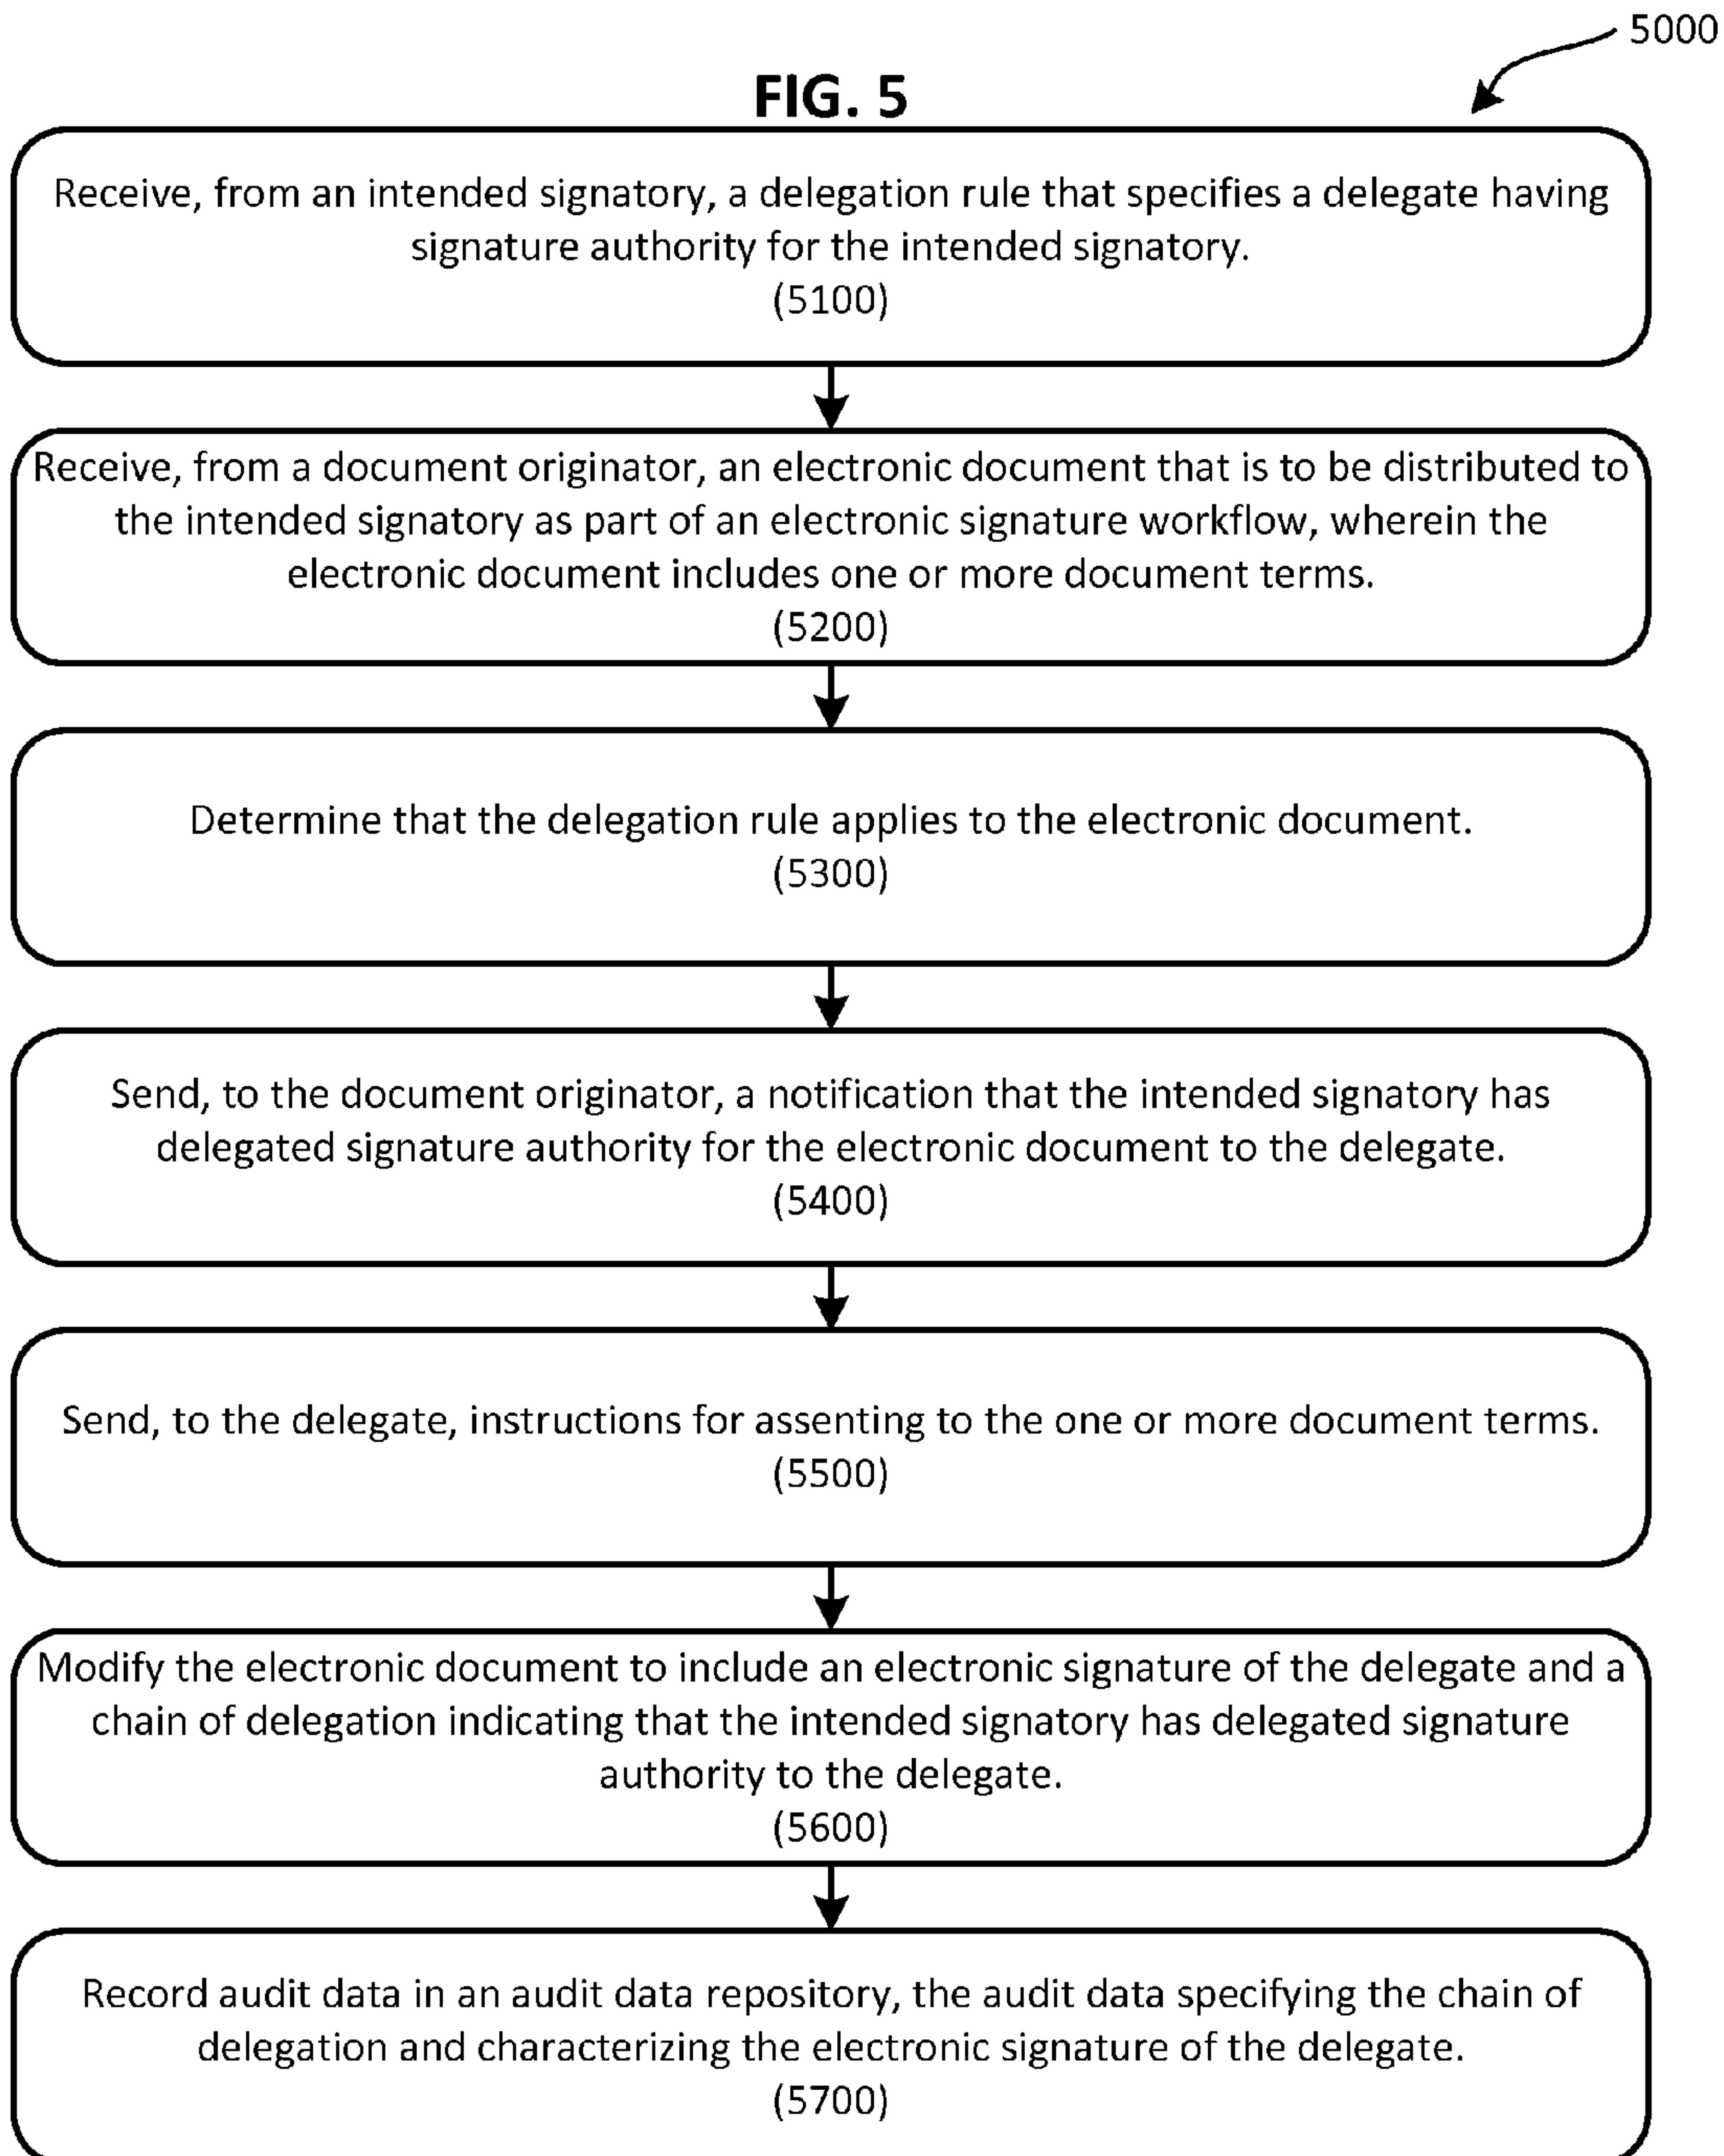 5000
FIG. 5
Receive, from an intended signatory, a delegation rule that specifies a delegate having
signature authority for the intended signatory.
(5100)
Receive, from a document originator, an electronic document that is to be distributed to
the intended signatory as part of an electronic signature workflow, wherein the
electronic document includes one or more document terms.
(5200)
Determine that the delegation rule applies to the electronic document.
(5300)
Send, to the document originator, a notification that the intended signatory has
delegated signature authority for the electronic document to the delegate.
(5400)
Send, to the delegate, instructions for assenting to the one or more document terms.
(5500)
Modify the electronic document to include an electronic signature of the delegate and a
chain of delegation indicating that the intended signatory has delegated signature
authority to the delegate.
(5600)
Record audit data in an audit data repository, the audit data specifying the chain of
delegation and characterizing the electronic signature of the delegate.
(5700)